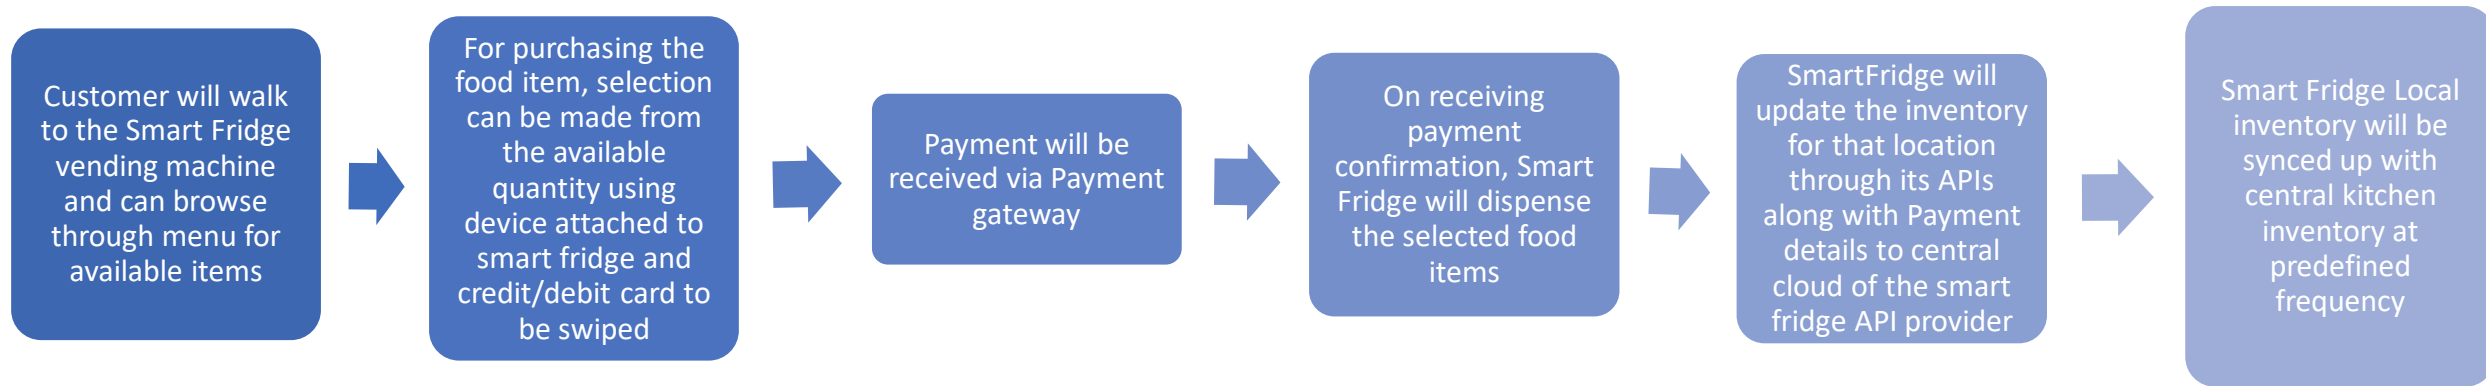 Customer will walk
to the Smart Fridge
vending machine
and can browse
through menu for
available items
For purchasing the
food item, selection
can be made from
the available
quantity using
device attached to
smart fridge and
credit/debit card to
be swiped
Payment will be
received via Payment
gateway
On receiving
payment
confirmation, Smart
Fridge will dispense
the selected food
items
SmartFridge will
update the inventory
for that location
through its APIs
along with Payment
details to central
cloud of the smart
fridge API provider
Smart Fridge Local
inventory will be
synced up with
central kitchen
inventory at
predefined
frequency